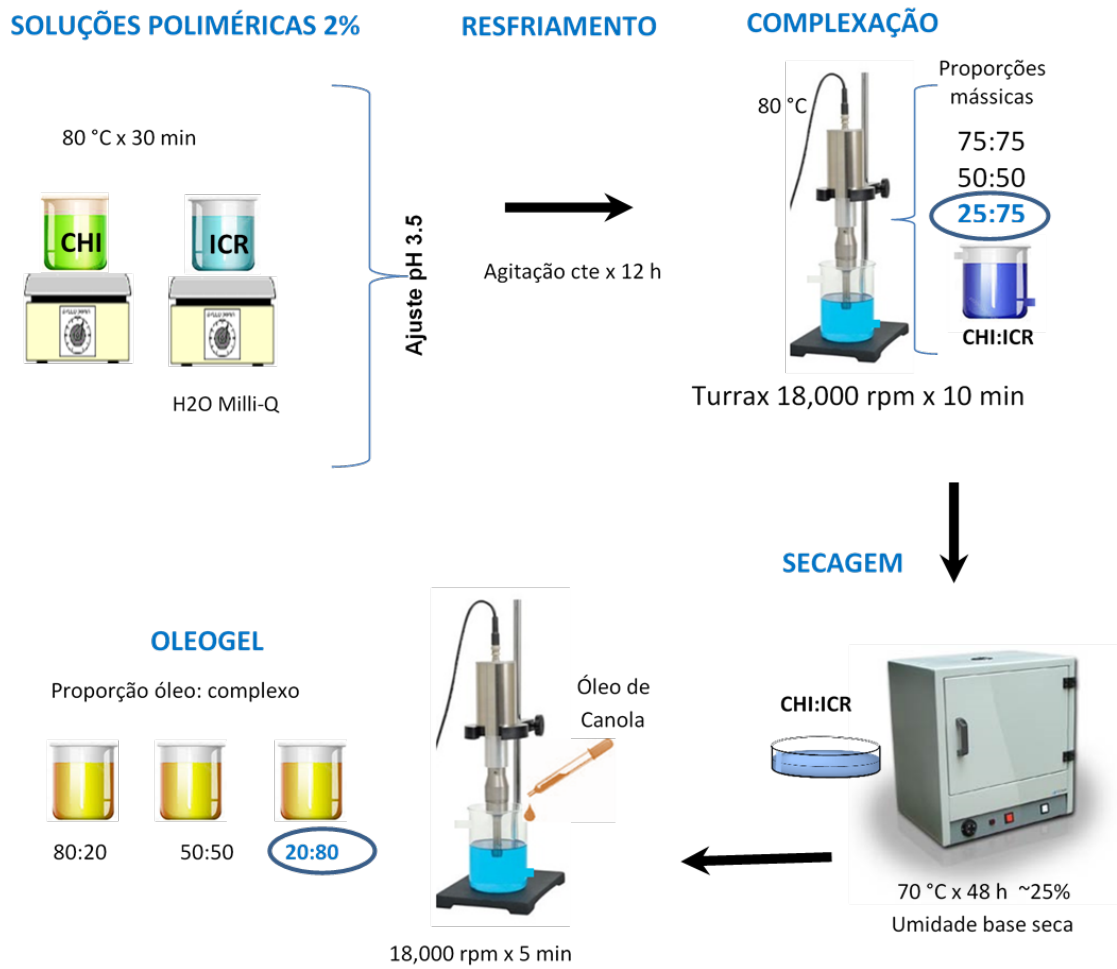 SOLUÇÕES POLIMÉRICAS 2%
RESFRIAMENTO
COMPLEXAÇÃO
80 °C x 30 min
CHI
ICR
H2O Milli-Q
Ajuste pH 3.5
Agitação cte x 12 h
80 °C
Proporções
mássicas
75:75
50:50
25:75
CHI:ICR
Turrax 18,000 rpm x 10 min
SECAGEM
CHI:ICR
70 °C x 48 h ~25%
Umidade base seca
Óleo de
Canola
18,000 rpm x 5 min
OLEOGEL
Proporção óleo: complexo
80:20
50:50
20:80